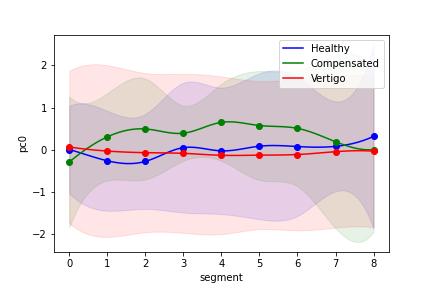 Healthy
Compensated
Vertigo
2
1
0
−1
−2
pc0
0 1 2 3 4 5 6 7 8
segment